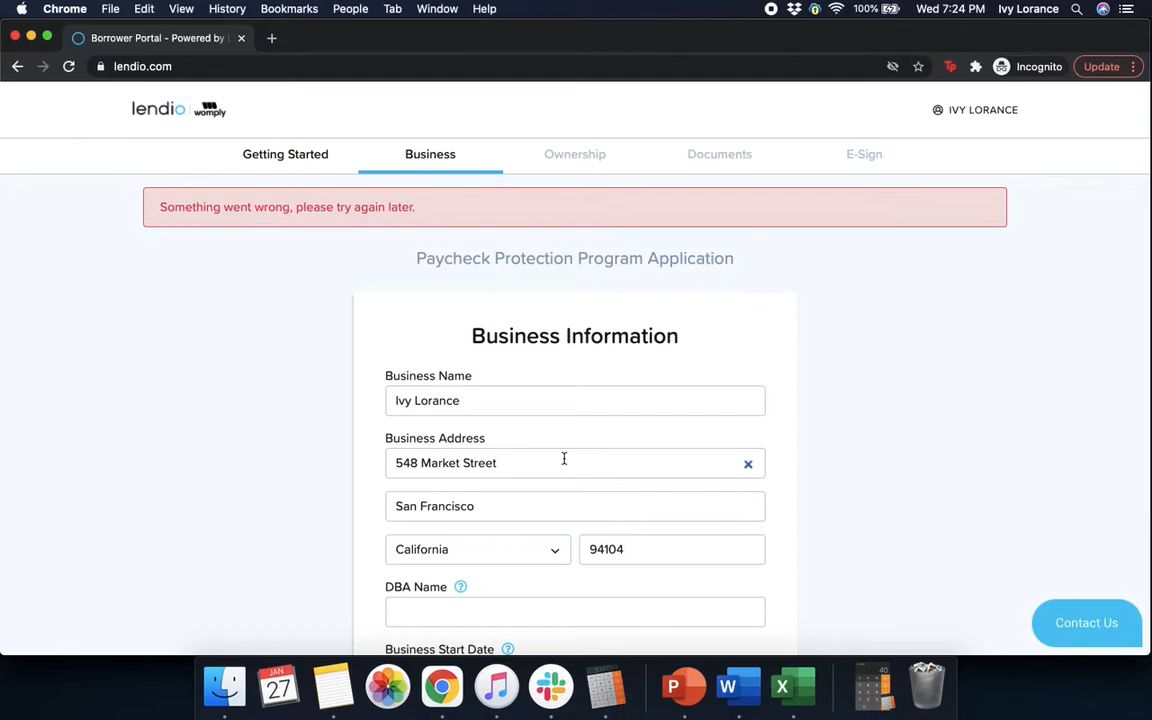 Chrome File Edit View History Bookmarks People Tab Window Help 100% Wed 7:24 PM Ivy Lorance
Borrower Portal - Powered by
lendio.com Incognito Update
lendio womply IVY LORANCE
Getting Started Business Ownership Documents E-Sign
Something went wrong, please try again later.
Paycheck Protection Program Application
Business Information
Business Name
Ivy Lorance
Business Address
548 Market Street
San Francisco
California 94104
DBA Name ?
Business Start Date ?
Contact Us
JAN
27
P W X